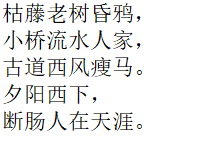 枯藤老树昏鸦，
小桥流水人家，
古道西风瘦马。
夕阳西下，
断肠人在天涯。